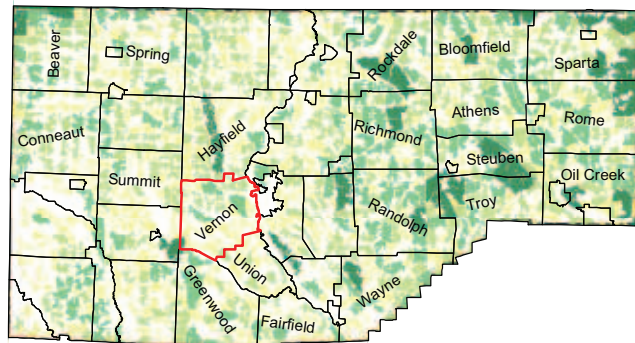 Beaver
Spring
Rockdale
Bloomfield
Sparta
Conneaut
Hayfield
Richmond
Athens
Rome
Summit
Steuben
Oil Creek
Vernon
Randolph
Troy
Greenwood
Union
Wayne
Fairfield